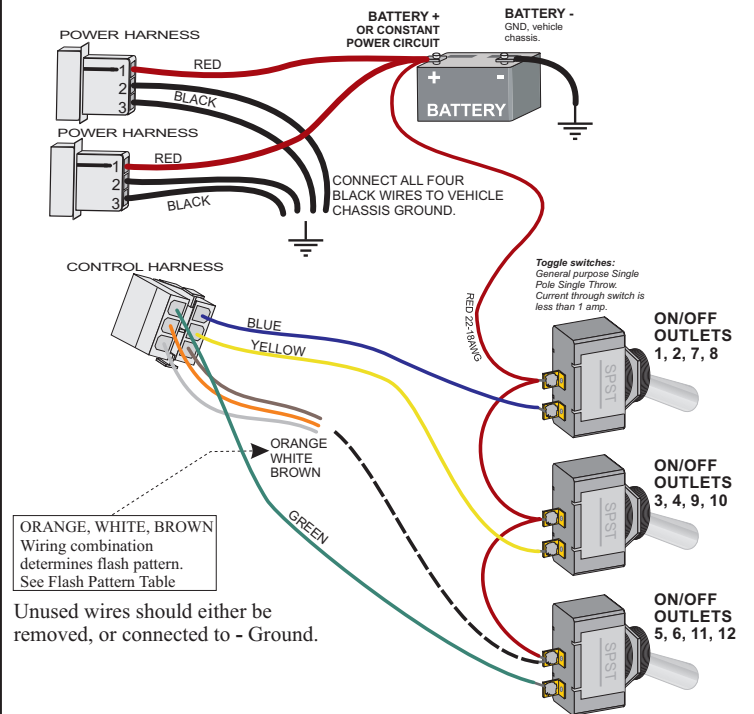 POWER HARNESS
1
2
3
RED
BLACK
POWER HARNESS
1
2
3
RED
BLACK
BATTERY +
OR CONSTANT
POWER CIRCUIT
BATTERY -
GND, vehicle
chassis.
+ -
BATTERY
CONNECT ALL FOUR
BLACK WIRES TO VEHICLE
CHASSIS GROUND.
CONTROL HARNESS
BLUE
YELLOW
RED 22-18AWG
Toggle switches:
General purpose Single
Pole Single Throw.
Current through switch is
less than 1 amp.
SPST
ON/OFF
OUTLETS
1, 2, 7, 8
ORANGE
WHITE
BROWN
GREEN
SPST
ON/OFF
OUTLETS
3, 4, 9, 10
ORANGE, WHITE, BROWN
Wiring combination
determines flash pattern.
See Flash Pattern Table
Unused wires should either be
removed, or connected to - Ground.
SPST
ON/OFF
OUTLETS
5, 6, 11, 12